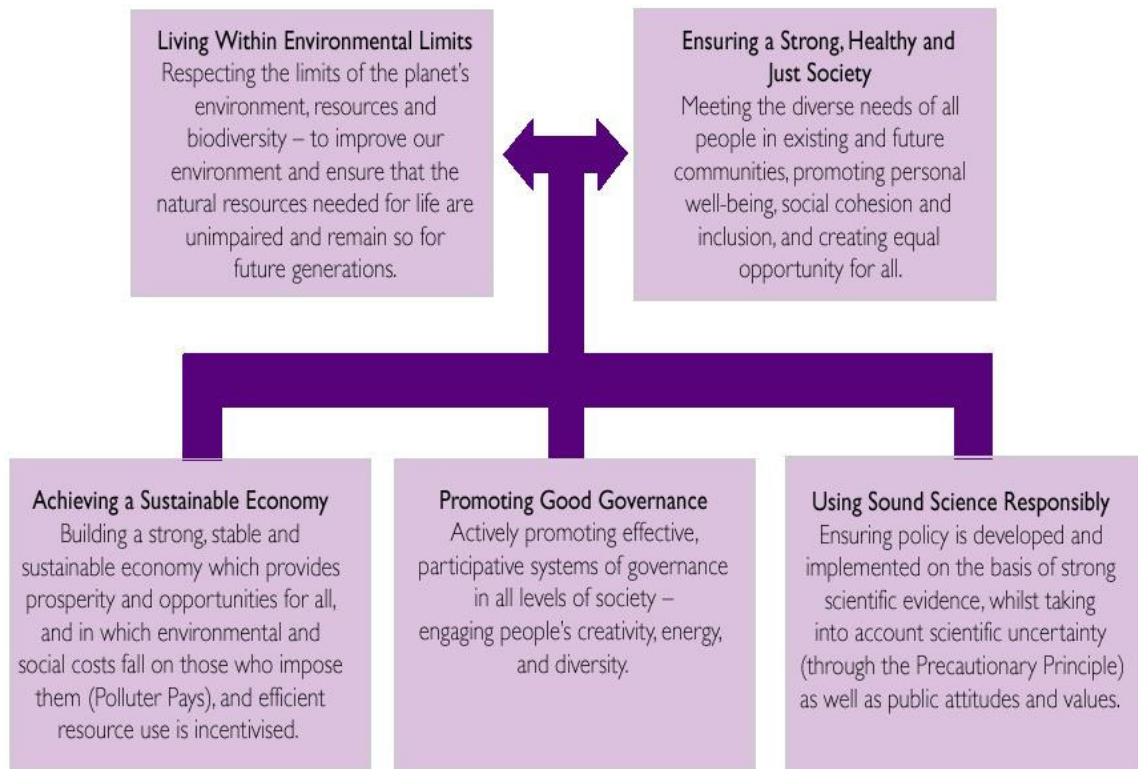 Living Within Environmental Limits
Respecting the limits of the planet's
environment, resources and
biodiversity – to improve our
environment and ensure that the
natural resources needed for life are
unimpaired and remain so for
future generations.
Ensuring a Strong, Healthy and
Just Society
Meeting the diverse needs of all
people in existing and future
communities, promoting personal
well-being, social cohesion and
inclusion, and creating equal
opportunity for all.
Achieving a Sustainable Economy
Building a strong, stable and
sustainable economy which provides
prosperity and opportunities for all,
and in which environmental and
social costs fall on those who impose
them (Polluter Pays), and efficient
resource use is incentivised.
Promoting Good Governance
Actively promoting effective,
participative systems of governance
in all levels of society –
engaging people's creativity, energy,
and diversity.
Using Sound Science Responsibly
Ensuring policy is developed and
implemented on the basis of strong
scientific evidence, whilst taking
into account scientific uncertainty
(through the Precautionary Principle)
as well as public attitudes and values.